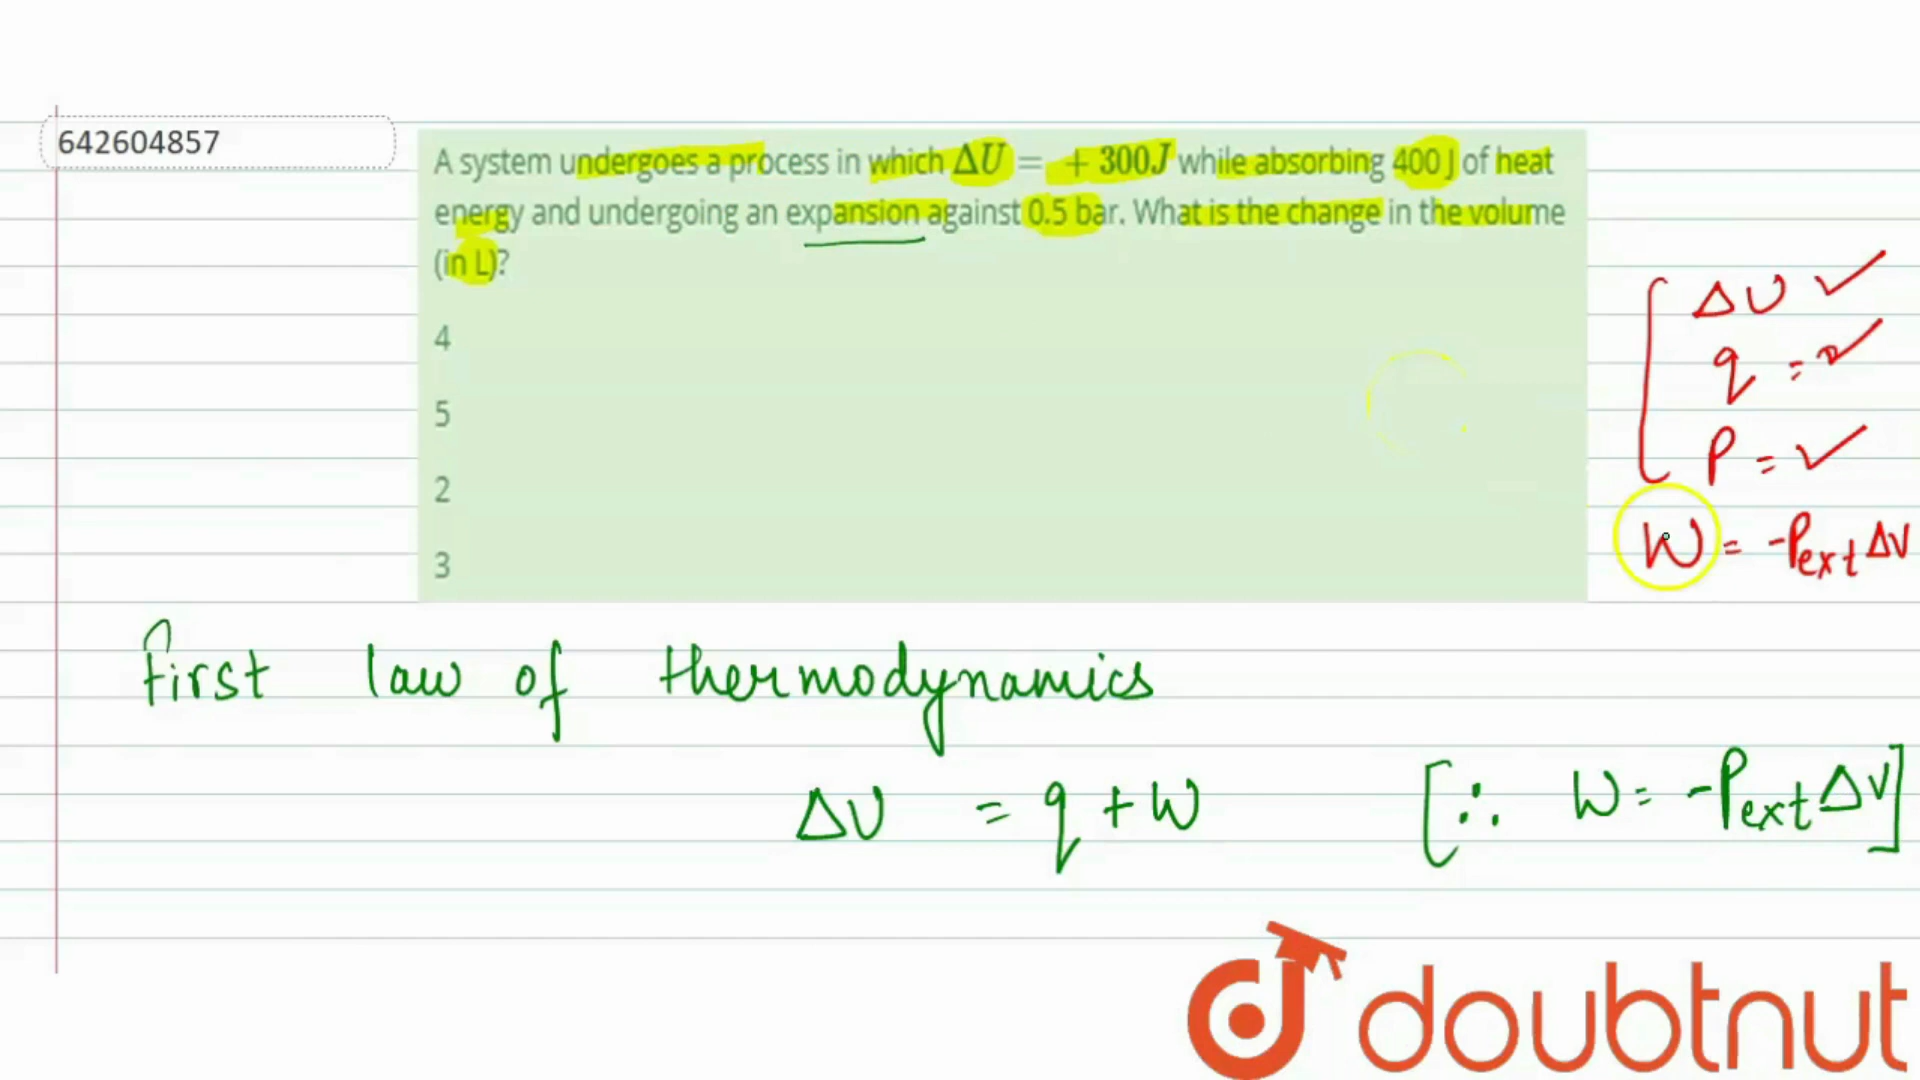 642604857
A system undergoes a process in which ΔU = +300J while absorbing 400 J of heat
energy and undergoing an expansion against 0.5 bar. What is the change in the volume
(in L)?
4
5
2
3
ΔU ✓
q = ✓
P = ✓
W = -Pext ΔV
First law of thermodynamics
ΔU = q + W [∴ W = -Pext ΔV]
doubtnut